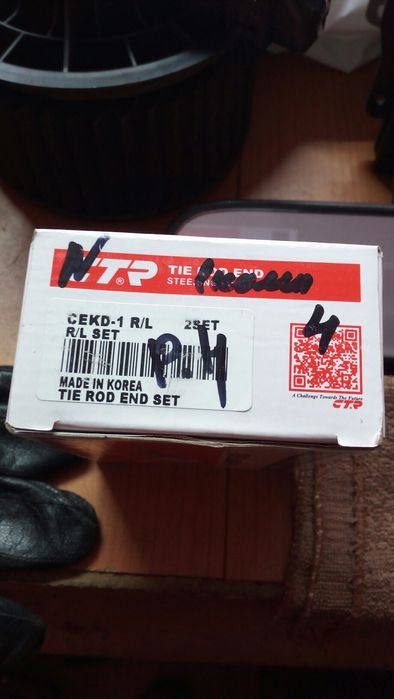 CTR
®
TIE ROD END
STEERING
N
CEKD-1 R/L 2SET
R/L SET
P.Ч
MADE IN KOREA
TIE ROD END SET
4
A Challenge Towards The Future
CTR